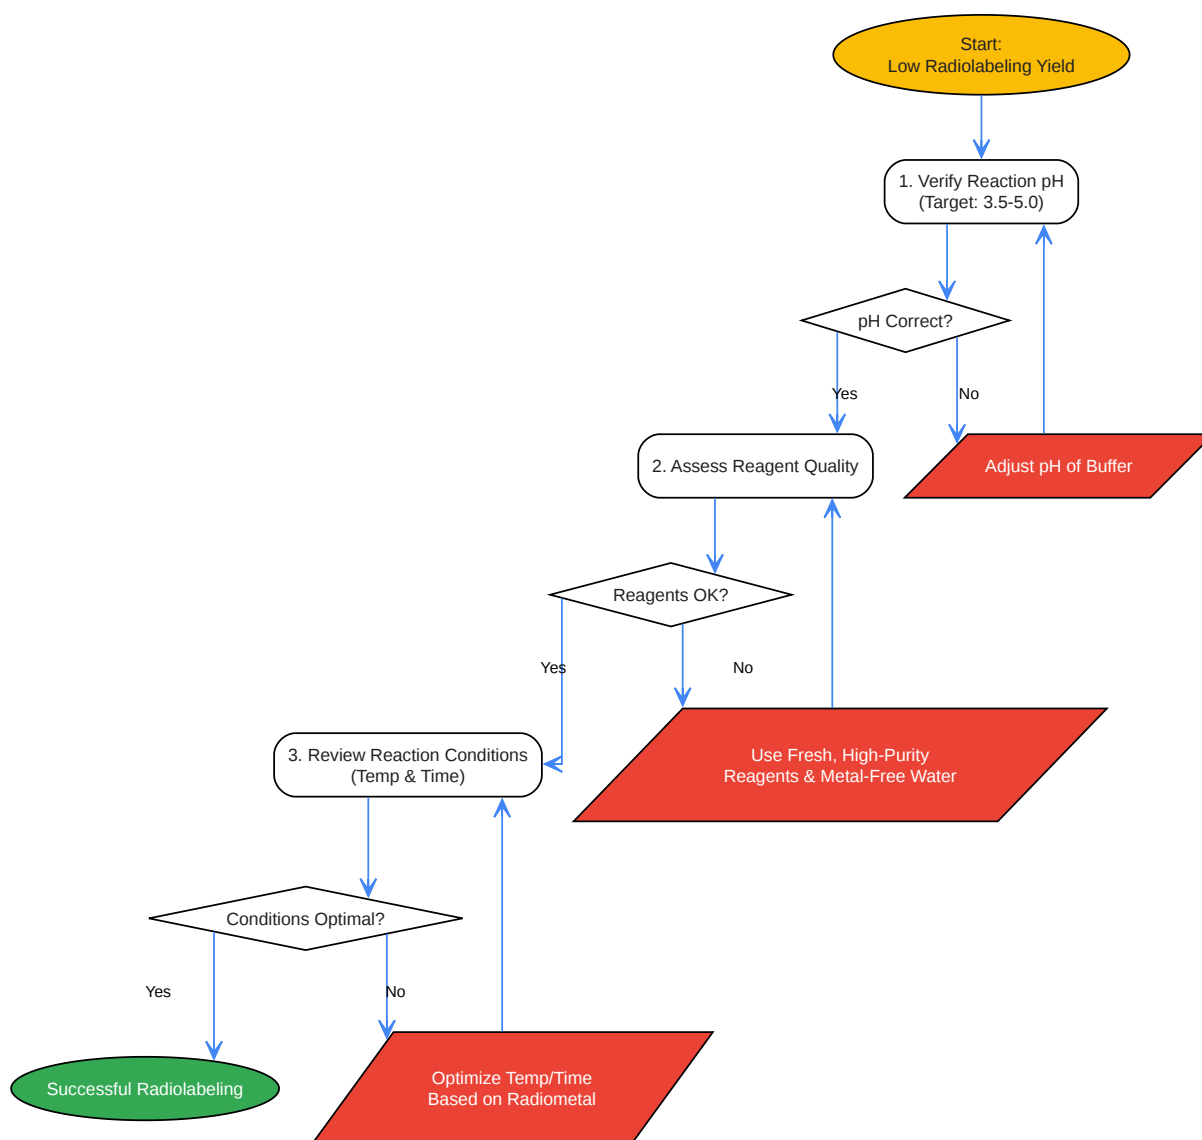 Start:
Low Radiolabeling Yield
1. Verify Reaction pH
(Target: 3.5-5.0)
pH Correct?
Yes
No
2. Assess Reagent Quality
Adjust pH of Buffer
Reagents OK?
Yes
No
3. Review Reaction Conditions
(Temp & Time)
Use Fresh, High-Purity
Reagents & Metal-Free Water
Conditions Optimal?
Yes
No
Successful Radiolabeling
Optimize Temp/Time
Based on Radiometal